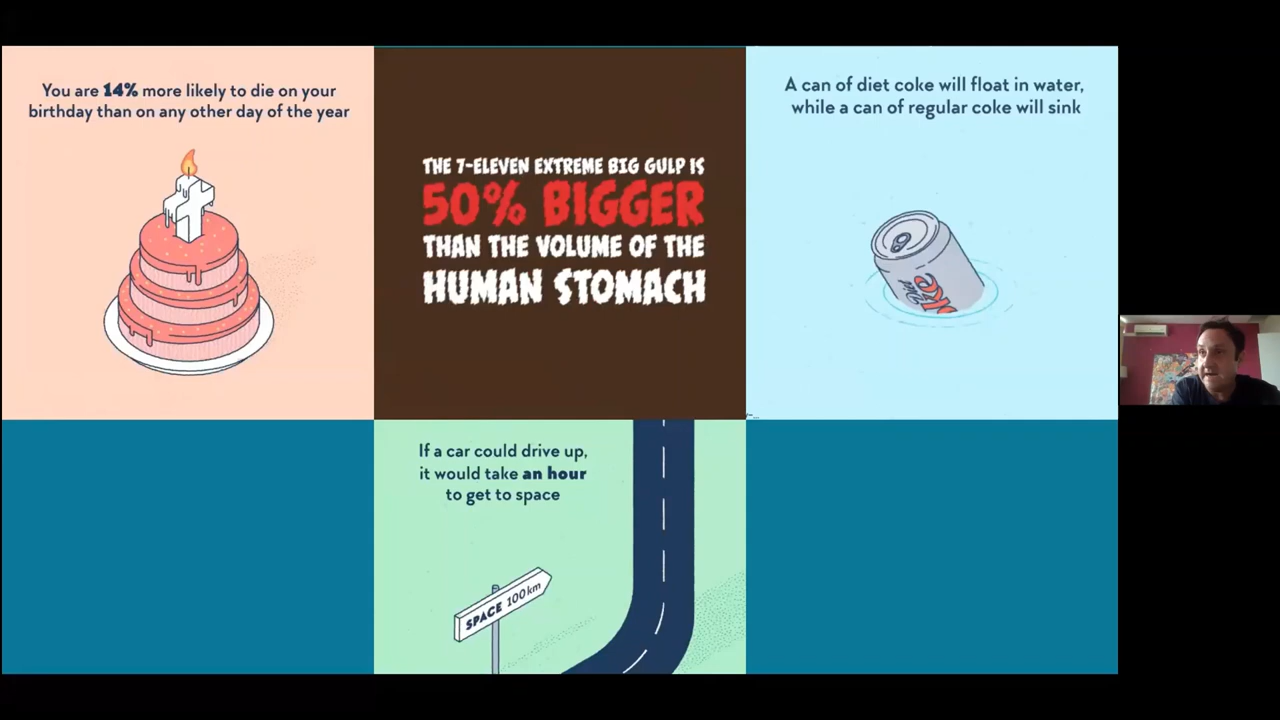 You are 14% more likely to die on your
birthday than on any other day of the year
THE 7-ELEVEN EXTREME BIG GULP IS
50% BIGGER
THAN THE VOLUME OF THE
HUMAN STOMACH
A can of diet coke will float in water,
while a can of regular coke will sink
Diet
oke
If a car could drive up,
it would take an hour
to get to space
SPACE 100km